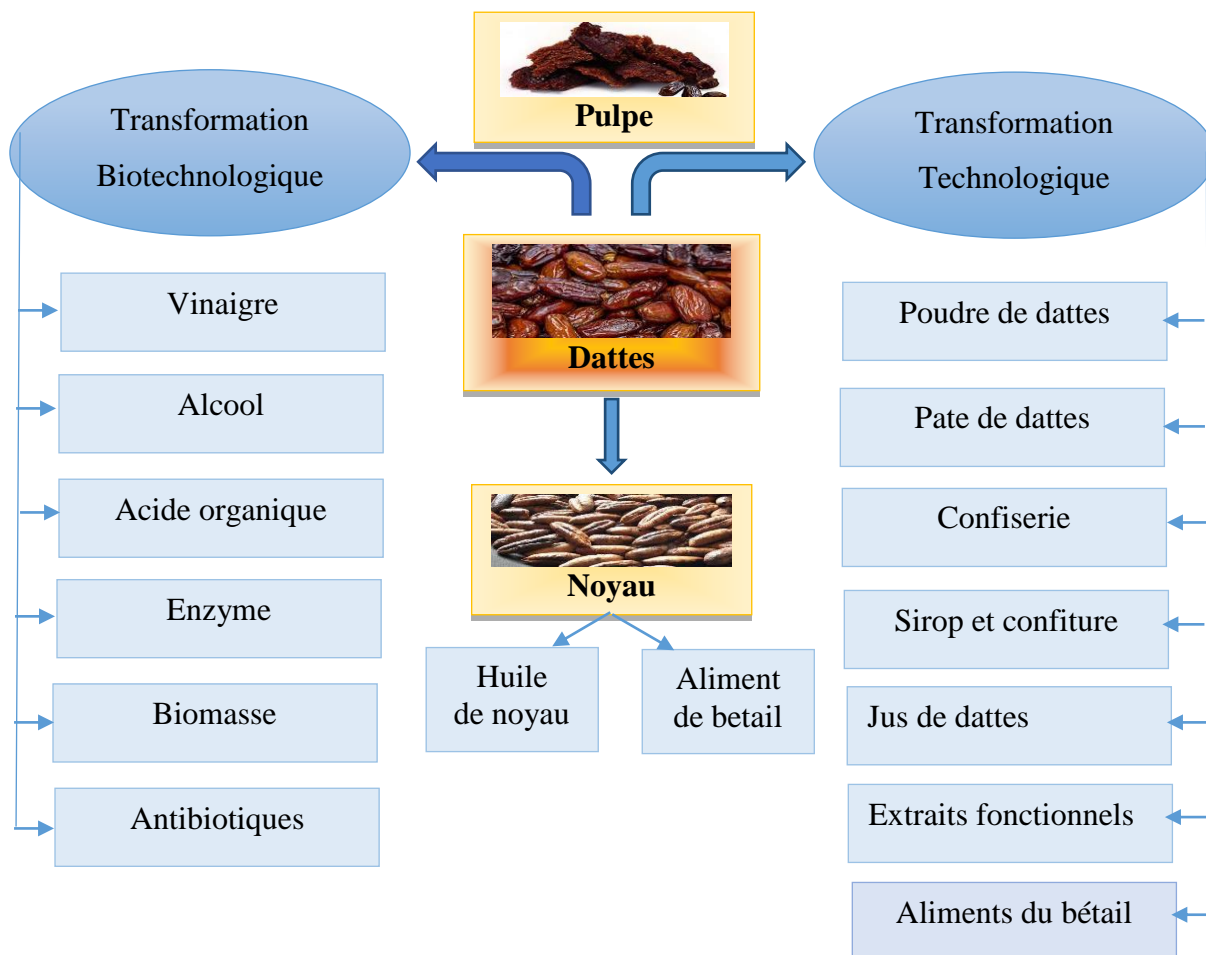 Pulpe
Transformation
Biotechnologique
Transformation
Technologique
Dattes
Noyau
Huile
de noyau
Aliment
de betail
Vinaigre
Alcool
Acide organique
Enzyme
Biomasse
Antibiotiques
Poudre de dattes
Pate de dattes
Confiserie
Sirop et confiture
Jus de dattes
Extraits fonctionnels
Aliments du bétail